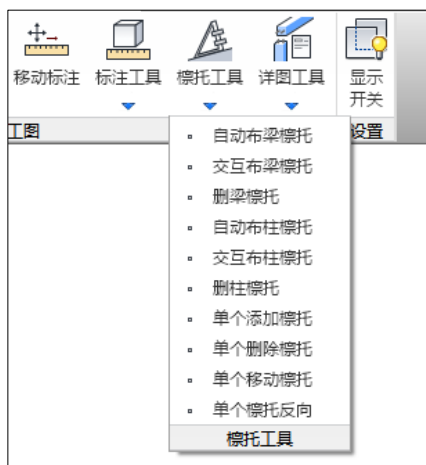 移动标注 标注工具 檩托工具 详图工具 显示
开关
工图 设置
自动布梁檩托
交互布梁檩托
删梁檩托
自动布柱檩托
交互布柱檩托
删柱檩托
单个添加檩托
单个删除檩托
单个移动檩托
单个檩托反向
檩托工具